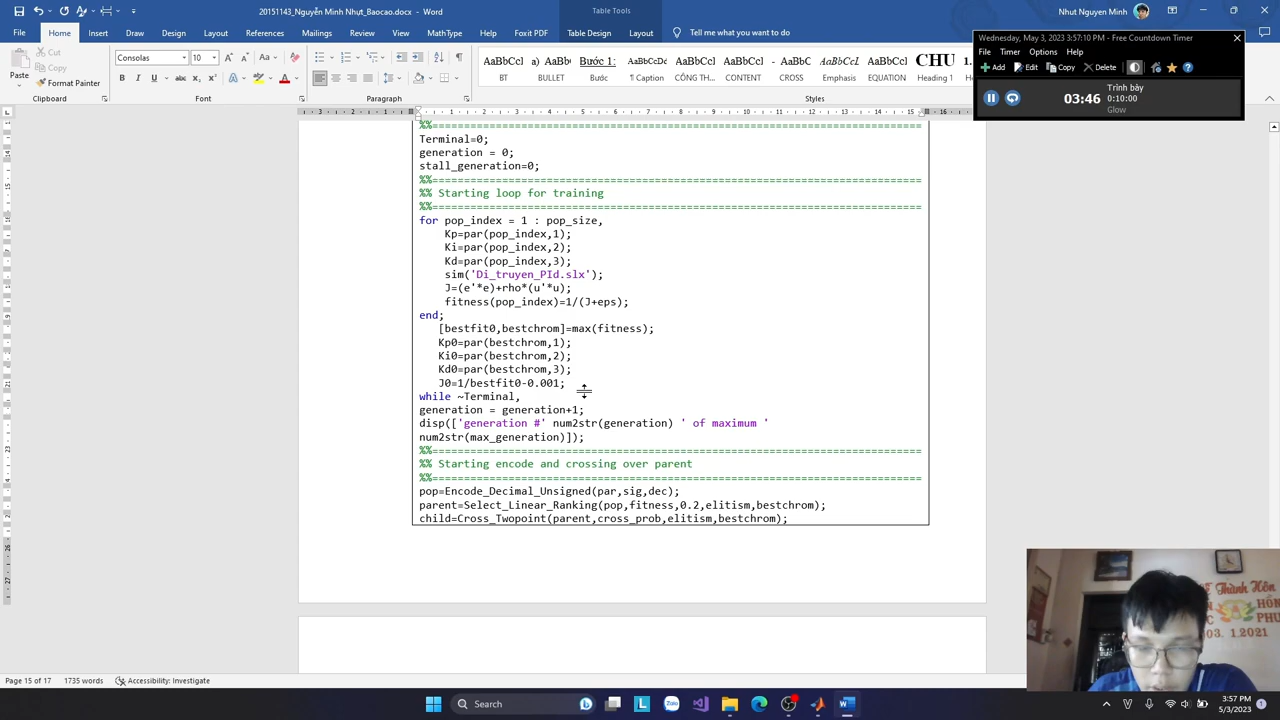 20151143_Nguyễn Minh Nhựt_Baocao.docx - Word
Table Tools
Minh Nhựt
File Home Insert Draw Design Layout References Mailings Review View MathType Help Foxit PDF Table Design Layout Tell me what you want to do
Paste
Cut
Copy
Format Painter
Clipboard
Consolas 10
Font
Paragraph
BT
BULLET
Bước 1:
Bước
¶ Caption
CÔNG TH...
CONTENT
CROSS
Emphasis
EQUATION
CHU
Heading 1
Styles
Wednesday, May 3, 2023 3:57:10 PM - Free Countdown Timer
File Timer Options Help
Add Edit Copy Delete
03:46
Trình bày
0:10:00
Glow
%%=============================================================================
Terminal=0;
generation = 0;
stall_generation=0;
%%=============================================================================
%% Starting loop for training
%%=============================================================================
for pop_index = 1 : pop_size,
Kp=par(pop_index,1);
Ki=par(pop_index,2);
Kd=par(pop_index,3);
sim('Di_truyen_PId.slx');
J=(e'*e)+rho*(u'*u);
fitness(pop_index)=1/(J+eps);
end;
[bestfit0,bestchrom]=max(fitness);
Kp0=par(bestchrom,1);
Ki0=par(bestchrom,2);
Kd0=par(bestchrom,3);
J0=1/bestfit0-0.001;
while ~Terminal,
generation = generation+1;
disp(['generation #' num2str(generation) ' of maximum '
num2str(max_generation)]);
%%=============================================================================
%% Starting encode and crossing over parent
%%=============================================================================
pop=Encode_Decimal_Unsigned(par,sig,dec);
parent=Select_Linear_Ranking(pop,fitness,0.2,elitism,bestchrom);
child=Cross_Twopoint(parent,cross_prob,elitism,bestchrom);
Page 15 of 17 1735 words Accessibility: Investigate
Search
3:57 PM
5/3/2023